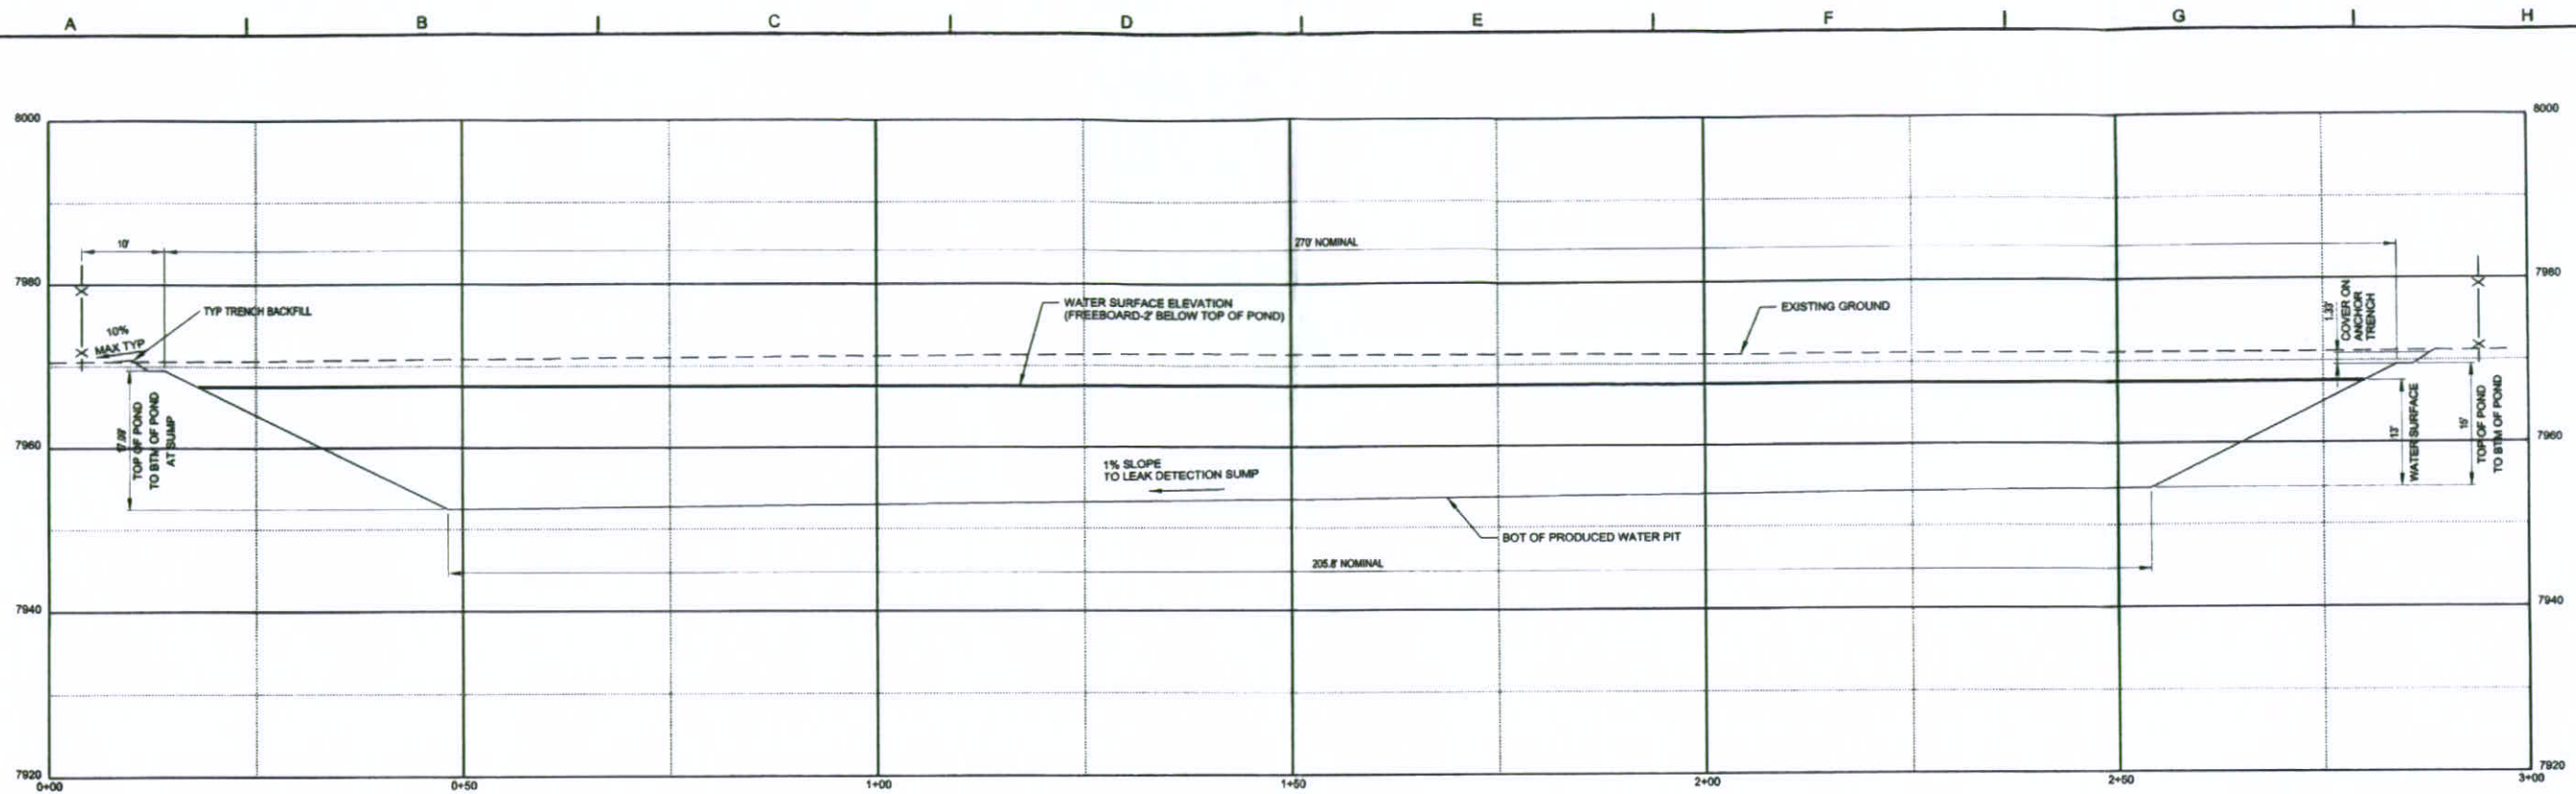 A B C D E F G H
8000 8000
10' 270' NOMINAL
7980 7980
TYP TRENCH BACKFILL
10%
MAX TYP
WATER SURFACE ELEVATION
(FREEBOARD-2' BELOW TOP OF POND)
EXISTING GROUND
1.33'
COVER ON
ANCHOR
TRENCH
17.09'
TOP OF POND
TO BTM OF POND
AT SUMP
7960 7960
1% SLOPE
TO LEAK DETECTION SUMP
13'
WATER SURFACE
15'
TOP OF POND
TO BTM OF POND
BOT OF PRODUCED WATER PIT
205.8' NOMINAL
7940 7940
7920 7920
0+00 0+50 1+00 1+50 2+00 2+50 3+00